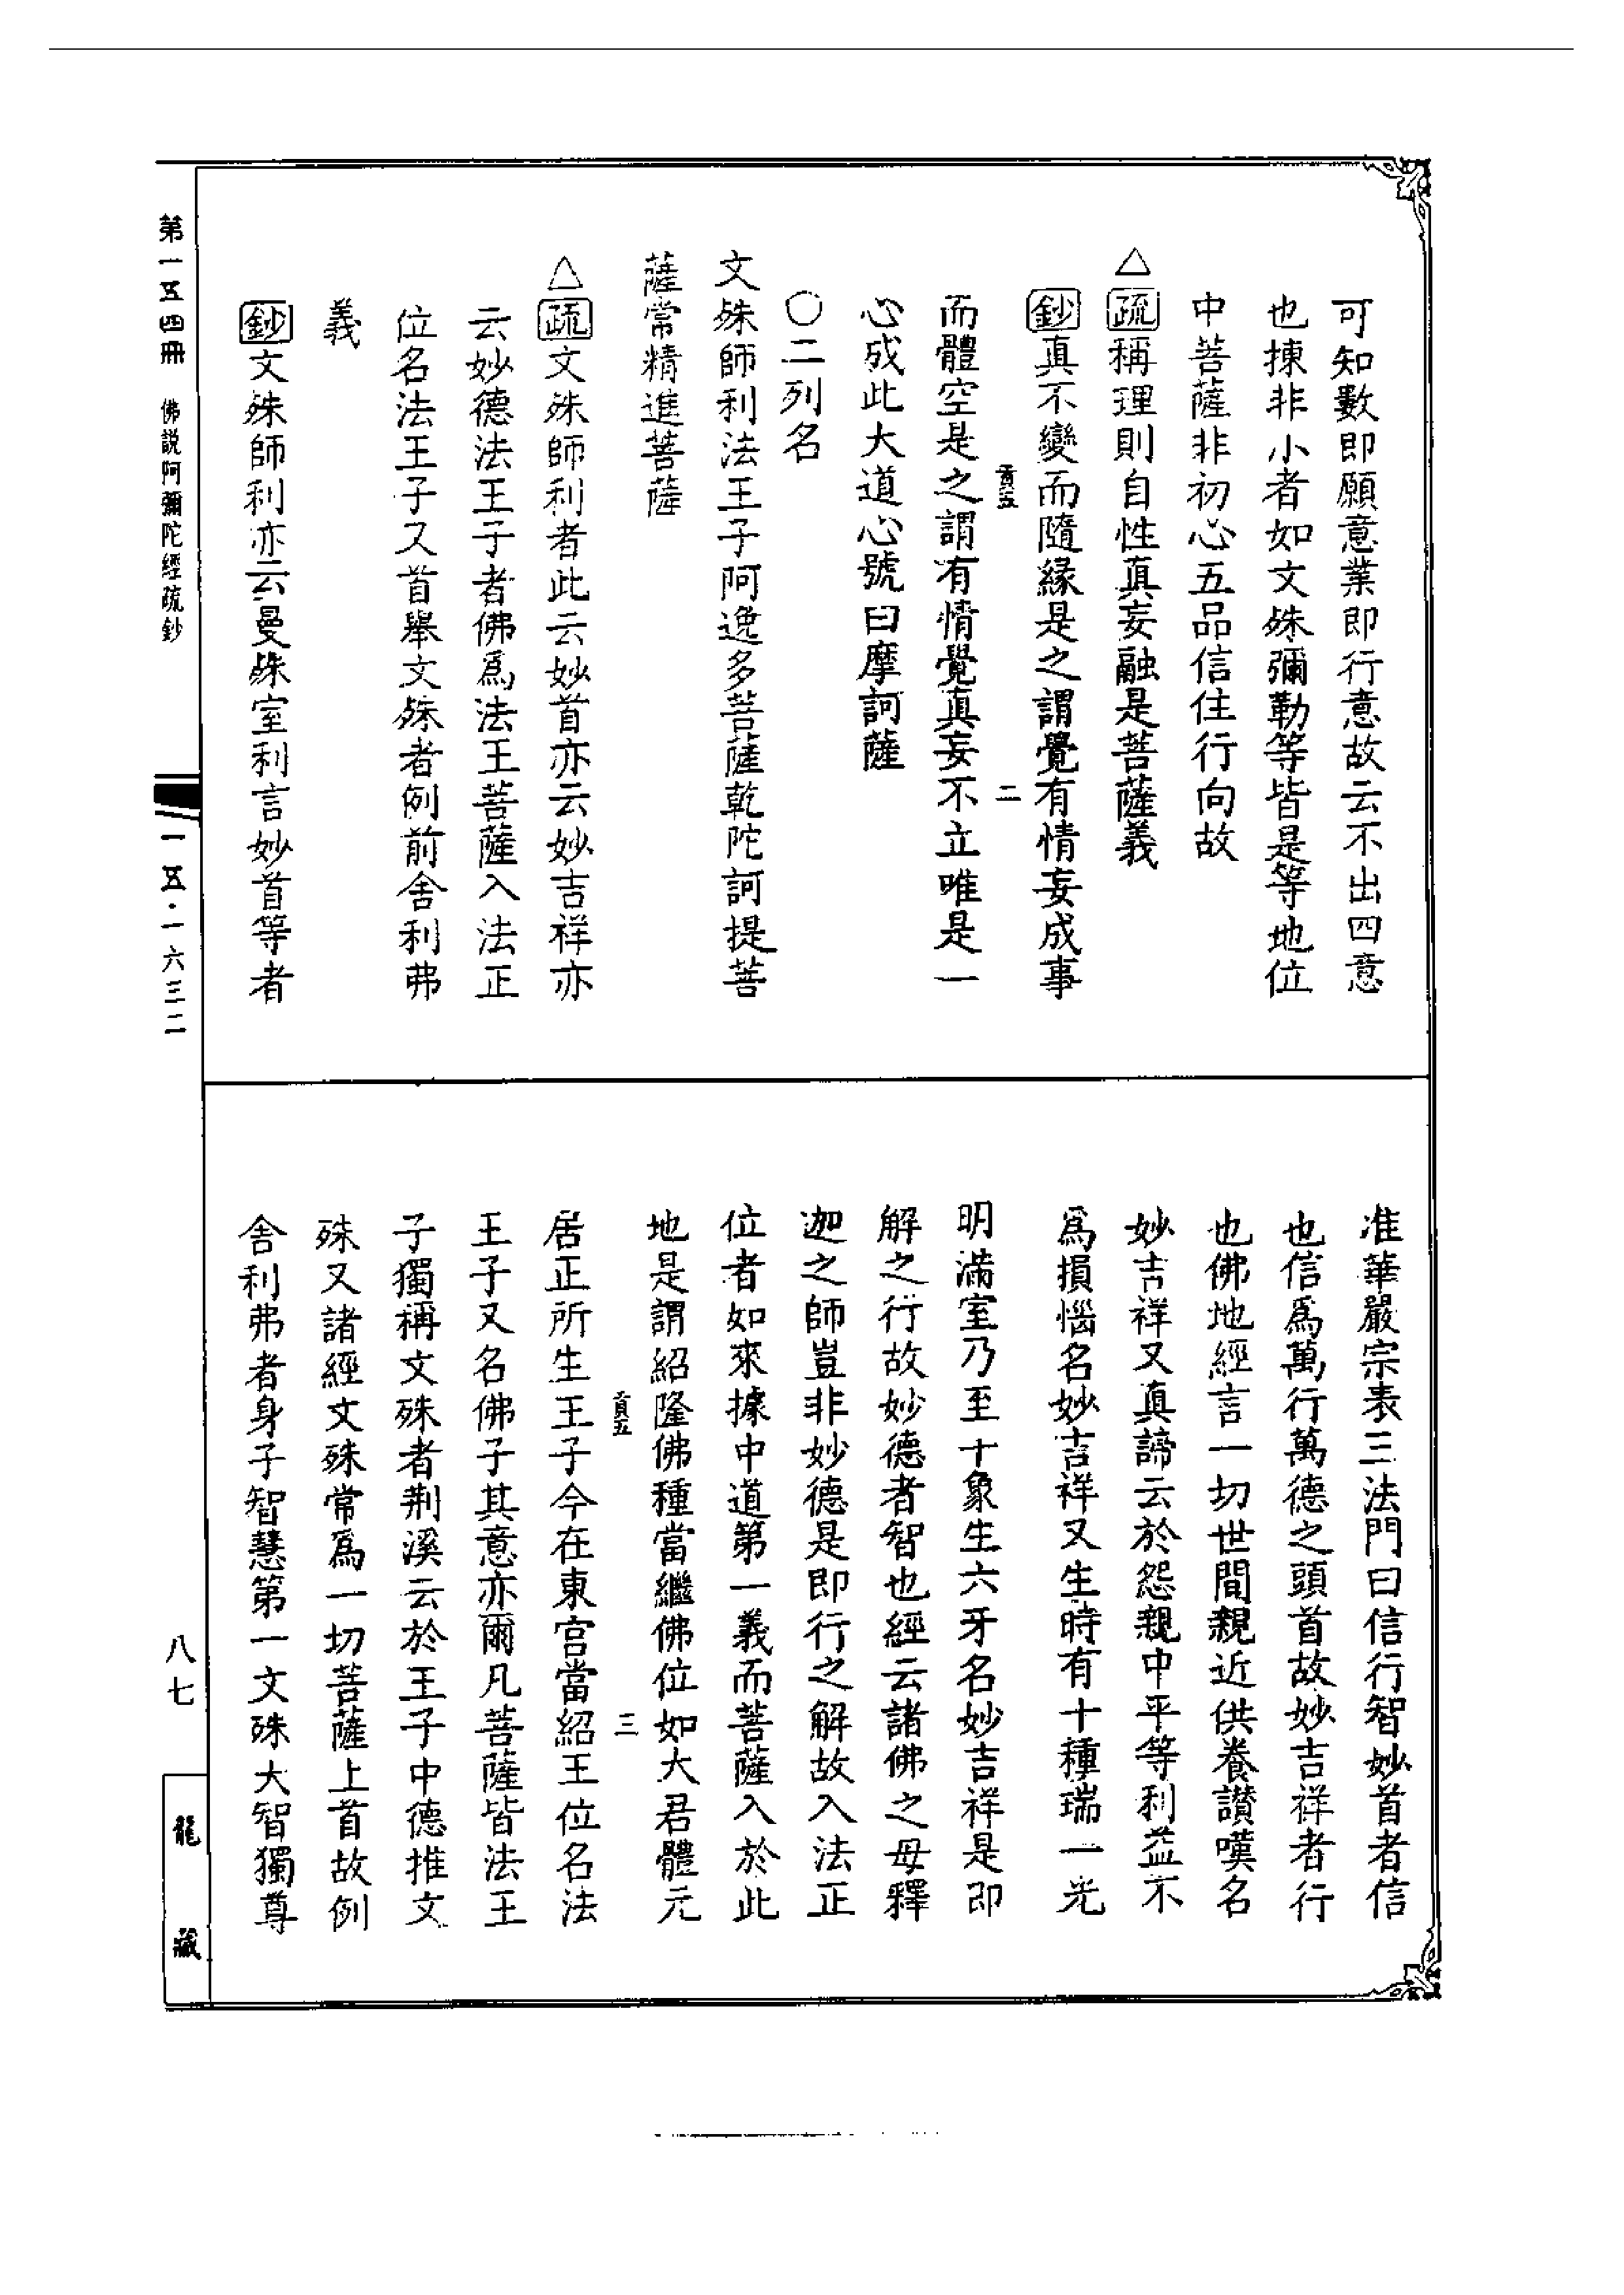 可知數即願意業即行意故云不出四意
也揀非小者如文殊彌勒等皆是等地位
中菩薩非初心五品信住行向故
△疏稱理則自性真妄融是菩薩義
鈔真不變而隨緣是之謂覺有情妄成事
貢五 二
而體空是之謂有情覺真妄不立唯是一
心成此大道心號曰摩訶薩
○二列名
文殊師利法王子阿逸多菩薩乾陀訶提菩
薩常精進菩薩
△疏文殊師利者此云妙首亦云妙吉祥亦
云妙德法王子者佛爲法王菩薩入法正
位名法王子又首舉文殊者例前舍利弗
義
鈔文殊師利亦云曼殊室利言妙首等者
准華嚴宗表三法門曰信行智妙首者信
也信爲萬行萬德之頭首故妙吉祥者行
也佛地經言一切世間親近供養讚嘆名
妙吉祥又真諦云於怨親中平等利益不
爲損惱名妙吉祥又生時有十種瑞一光
明滿室乃至十象生六牙名妙吉祥是即
解之行故妙德者智也經云諸佛之母釋
迦之師豈非妙德是即行之解故入法正
位者如來據中道第一義而菩薩入於此
地是謂紹隆佛種當繼佛位如大君體元
貢五 三
居正所生王子今在東宮當紹王位名法
王子又名佛子其意亦爾凡菩薩皆法王
子獨稱文殊者荆溪云於王子中德推文
殊又諸經文殊常爲一切菩薩上首故例
舍利弗者身子智慧第一文殊大智獨尊
第一五四冊 佛說阿彌陀經疏鈔
一五·一六三二
八七
龍藏